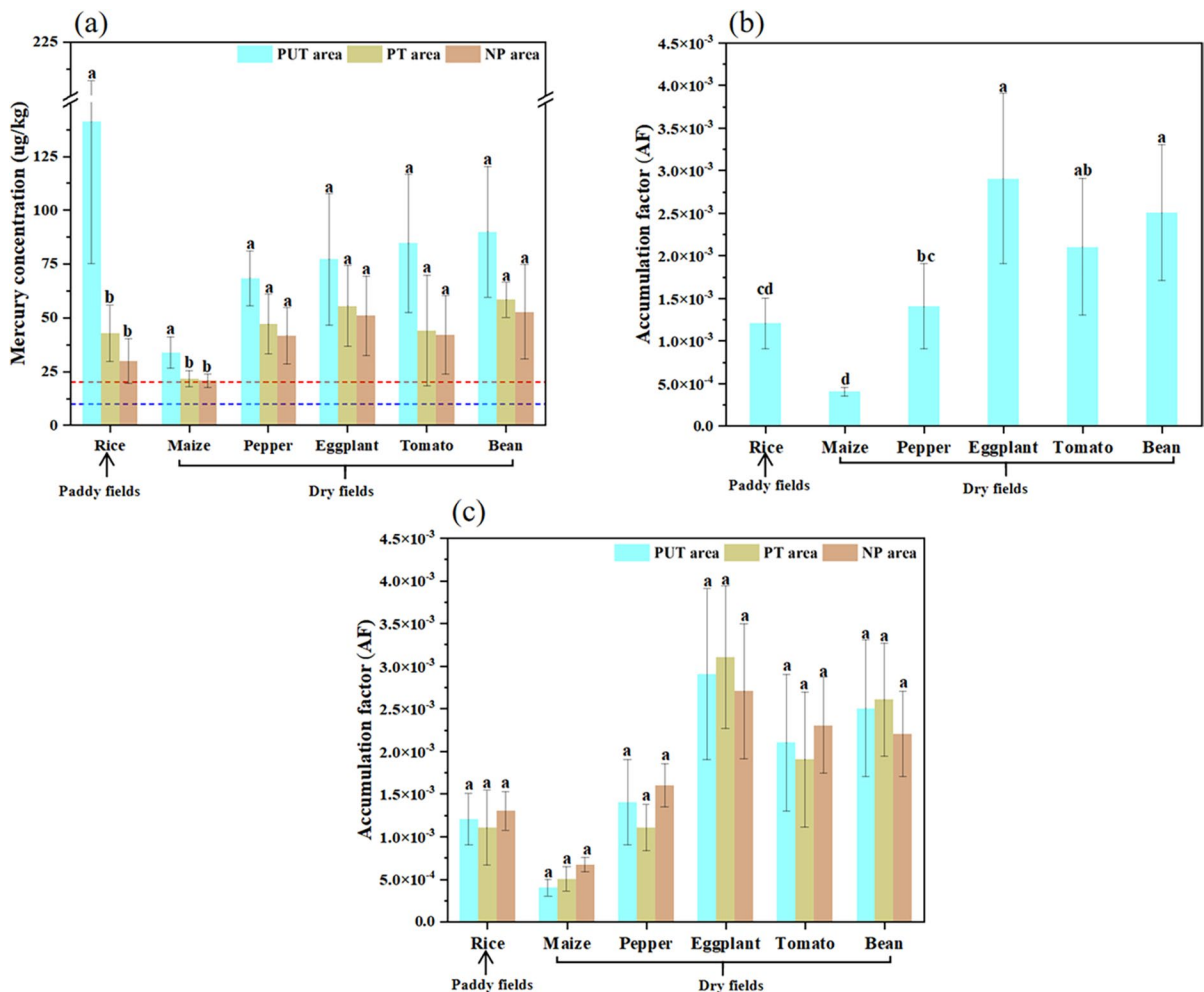 (a)
225
125
100
75
50
25
0
Mercury concentration (ug/kg)
PUT area PT area NP area
a
b
b
a
b
b
a
a
a
a
a
a
a
a
a
a
a
a
Rice Maize Pepper Eggplant Tomato Bean
Paddy fields Dry fields
(b)
4.5×10⁻³
4.0×10⁻³
3.5×10⁻³
3.0×10⁻³
2.5×10⁻³
2.0×10⁻³
1.5×10⁻³
1.0×10⁻³
5.0×10⁻⁴
0.0
Accumulation factor (AF)
cd
d
bc
a
ab
a
Rice Maize Pepper Eggplant Tomato Bean
Paddy fields Dry fields
(c)
4.5×10⁻³
4.0×10⁻³
3.5×10⁻³
3.0×10⁻³
2.5×10⁻³
2.0×10⁻³
1.5×10⁻³
1.0×10⁻³
5.0×10⁻⁴
0.0
Accumulation factor (AF)
PUT area PT area NP area
a a a
a a a
a a a
a a a
a a a
a a a
Rice Maize Pepper Eggplant Tomato Bean
Paddy fields Dry fields